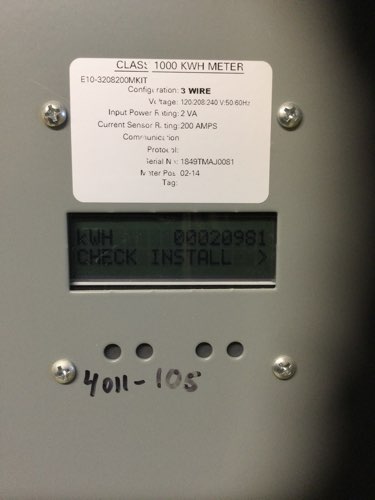 CLASS 1000 KWH METER
E10-3208200MKIT
Configuration: 3 WIRE
Voltage: 120/208-240 V:50-60Hz
Input Power Rating: 2 VA
Current Sensor Rating: 200 AMPS
Communication
Protocol:
Serial No: 1849TMAJ0081
Meter Pos: 02-14
Tag:
kWH 00020981
CHECK INSTALL >
4011-105